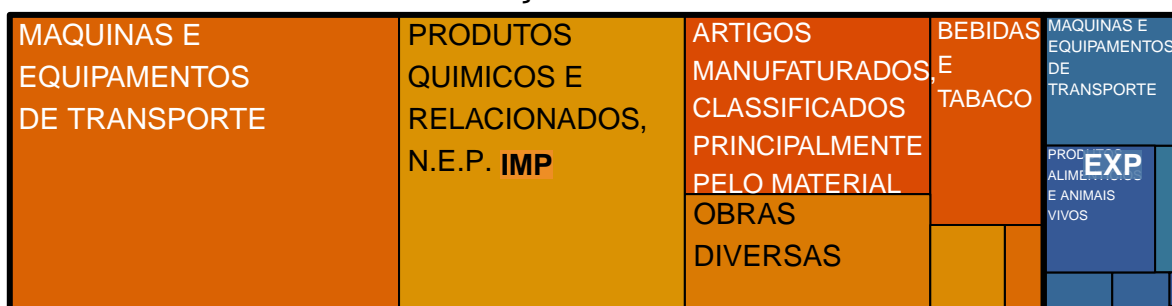 MAQUINAS E
EQUIPAMENTOS
DE TRANSPORTE
PRODUTOS
QUIMICOS E
RELACIONADOS,
N.E.P. IMP
ARTIGOS
MANUFATURADOS,
CLASSIFICADOS
PRINCIPALMENTE
PELO MATERIAL
OBRAS
DIVERSAS
BEBIDAS
E
TABACO
MAQUINAS E
EQUIPAMENTOS
DE
TRANSPORTE
EXP
E ANIMAIS
VIVOS